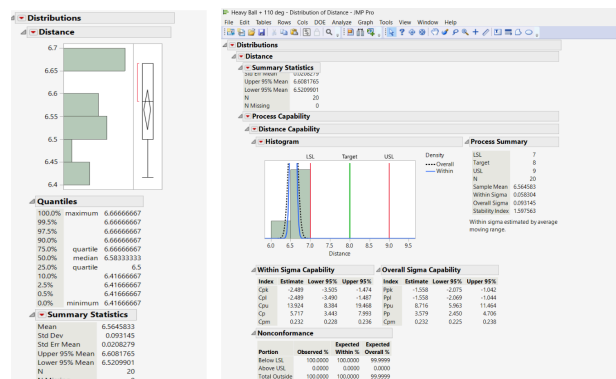 Distributions
Distance
6.7
6.65
6.6
6.55
6.5
6.45
6.4
Quantiles
100.0% maximum 6.66666667
99.5% 6.66666667
97.5% 6.66666667
90.0% 6.66666667
75.0% quartile 6.66666667
50.0% median 6.58333333
25.0% quartile 6.5
10.0% 6.41666667
2.5% 6.41666667
0.5% 6.41666667
0.0% minimum 6.41666667
Summary Statistics
Mean 6.5645833
Std Dev 0.093145
Std Err Mean 0.0208279
Upper 95% Mean 6.6081765
Lower 95% Mean 6.5209901
N 20
Heavy Ball + 110 deg - Distribution of Distance - JMP Pro
File Edit Tables Rows Cols DOE Analyze Graph Tools View Window Help
Distributions
Distance
Summary Statistics
Std Err Mean 0.0208279
Upper 95% Mean 6.6081765
Lower 95% Mean 6.5209901
N 20
N Missing 0
Process Capability
Distance Capability
Histogram
LSL Target USL
Density
Overall
Within
6.0 6.5 7.0 7.5 8.0 8.5 9.0 9.5
Distance
Process Summary
LSL 7
Target 8
USL 9
N 20
Sample Mean 6.564583
Within Sigma 0.058304
Overall Sigma 0.093145
Stability Index 1.597563
Within sigma estimated by average
moving range.
Within Sigma Capability
Index Estimate Lower 95% Upper 95%
Cpk -2.489 -3.505 -1.474
Cpl -2.489 -3.490 -1.487
Cpu 13.924 8.384 19.468
Cp 5.717 3.443 7.993
Cpm 0.232 0.228 0.236
Overall Sigma Capability
Index Estimate Lower 95% Upper 95%
Ppk -1.558 -2.075 -1.042
Ppl -1.558 -2.069 -1.044
Ppu 8.716 5.963 11.464
Pp 3.579 2.450 4.706
Cpm 0.232 0.225 0.238
Nonconformance
Expected Expected
Portion Observed % Within % Overall %
Below LSL 100.0000 100.0000 99.9999
Above USL 0.0000 0.0000 0.0000
Total Outside 100.0000 100.0000 99.9999